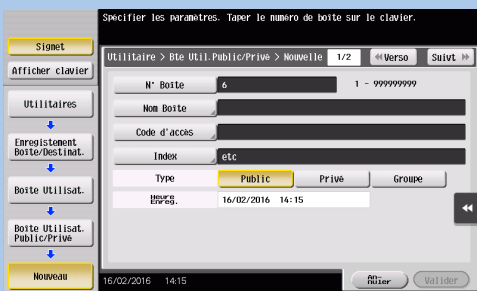 Spécifier les paramètres. Taper le numéro de boîte sur le clavier.
Signet
Afficher clavier
Utilitaire > Bte Util.Public/Privé > Nouvelle
1/2
Verso
Suivt
Utilitaires
Enregistement
Boîte/Destinat.
Boîte Utilisat.
Boîte Utilisat.
Public/Privé
Nouveau
N° Boîte
6
1 - 999999999
Nom Boîte
Code d'accès
Index
etc
Type
Public
Privé
Groupe
Heure
Enreg.
16/02/2016 14:15
16/02/2016 14:15
An-
nuler
Valider